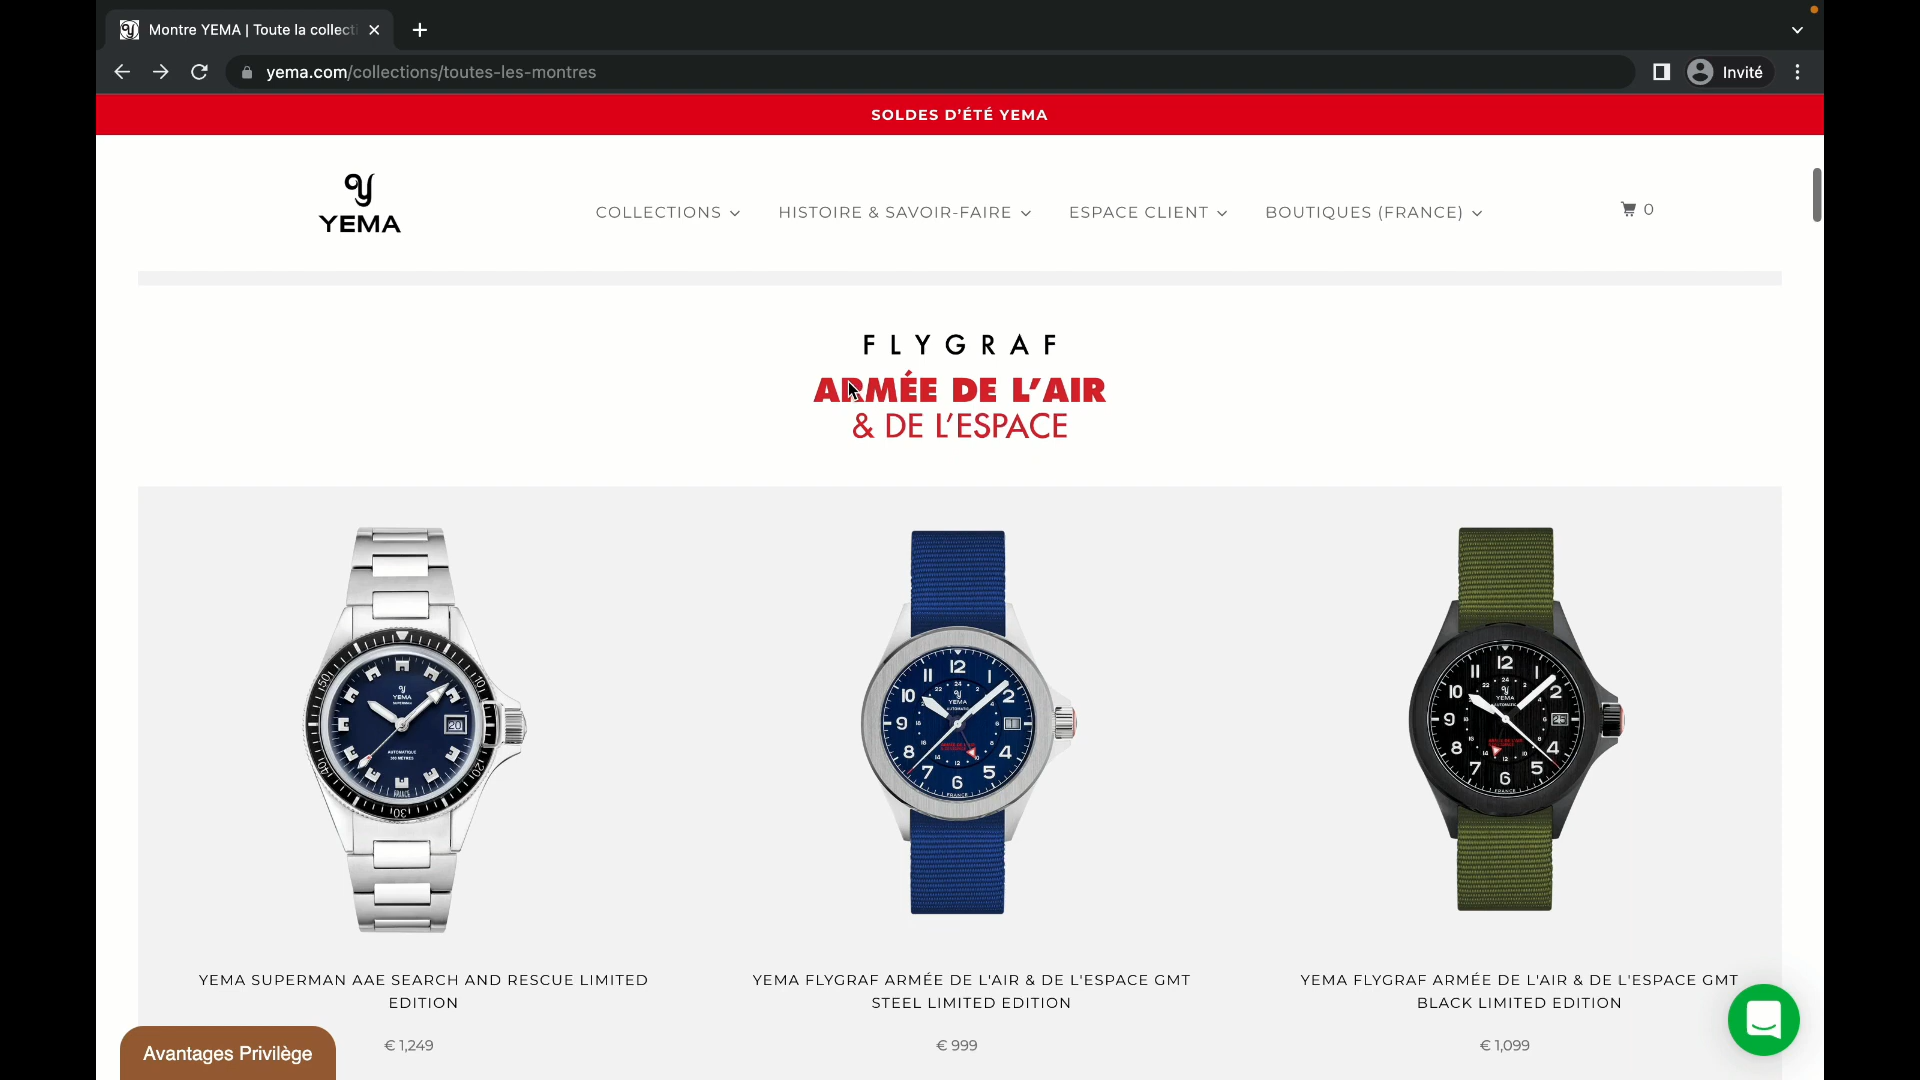 Montre YEMA | Toute la collecti
yema.com/collections/toutes-les-montres
Invité
SOLDES D'ÉTÉ YEMA
YEMA
COLLECTIONS
HISTOIRE & SAVOIR-FAIRE
ESPACE CLIENT
BOUTIQUES (FRANCE)
0
FLYGRAF
ARMÉE DE L'AIR
& DE L'ESPACE
YEMA SUPERMAN AAE SEARCH AND RESCUE LIMITED
EDITION
€ 1,249
YEMA FLYGRAF ARMÉE DE L'AIR & DE L'ESPACE GMT
STEEL LIMITED EDITION
€ 999
YEMA FLYGRAF ARMÉE DE L'AIR & DE L'ESPACE GMT
BLACK LIMITED EDITION
€ 1,099
Avantages Privilège